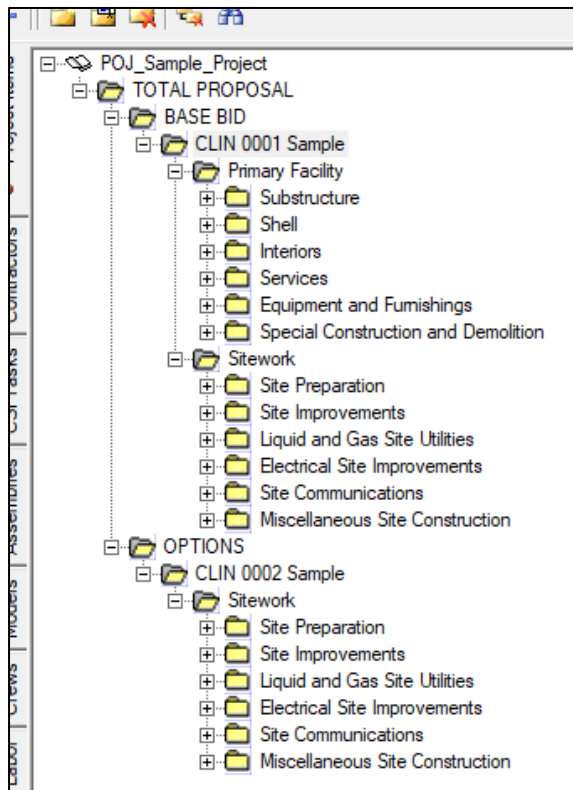 POJ_Sample_Project
TOTAL PROPOSAL
BASE BID
CLIN 0001 Sample
Primary Facility
Substructure
Shell
Interiors
Services
Equipment and Furnishings
Special Construction and Demolition
Sitework
Site Preparation
Site Improvements
Liquid and Gas Site Utilities
Electrical Site Improvements
Site Communications
Miscellaneous Site Construction
OPTIONS
CLIN 0002 Sample
Sitework
Site Preparation
Site Improvements
Liquid and Gas Site Utilities
Electrical Site Improvements
Site Communications
Miscellaneous Site Construction
Contractors
Assemblies
Models
Crews
Labor